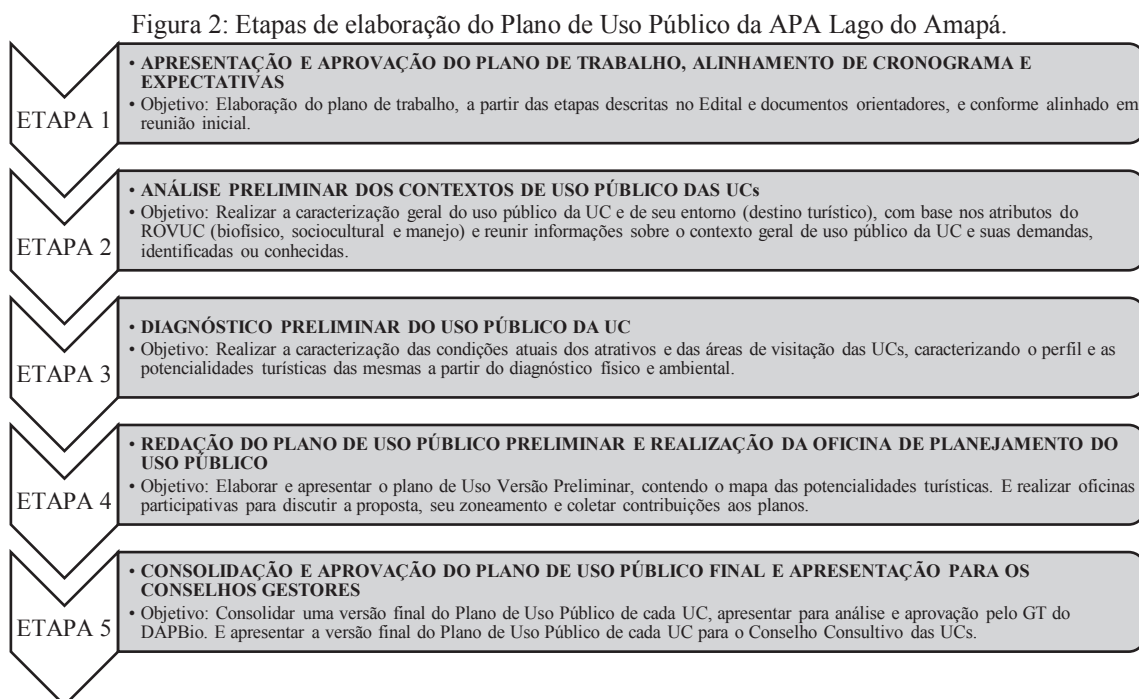 Figura 2: Etapas de elaboração do Plano de Uso Público da APA Lago do Amapá.
ETAPA 1
• APRESENTAÇÃO E APROVAÇÃO DO PLANO DE TRABALHO, ALINHAMENTO DE CRONOGRAMA E
EXPECTATIVAS
• Objetivo: Elaboração do plano de trabalho, a partir das etapas descritas no Edital e documentos orientadores, e conforme alinhado em
reunião inicial.
ETAPA 2
• ANÁLISE PRELIMINAR DOS CONTEXTOS DE USO PÚBLICO DAS UCs
• Objetivo: Realizar a caracterização geral do uso público da UC e de seu entorno (destino turístico), com base nos atributos do
ROVUC (biofísico, sociocultural e manejo) e reunir informações sobre o contexto geral de uso público da UC e suas demandas,
identificadas ou conhecidas.
ETAPA 3
• DIAGNÓSTICO PRELIMINAR DO USO PÚBLICO DA UC
• Objetivo: Realizar a caracterização das condições atuais dos atrativos e das áreas de visitação das UCs, caracterizando o perfil e as
potencialidades turísticas das mesmas a partir do diagnóstico físico e ambiental.
ETAPA 4
• REDAÇÃO DO PLANO DE USO PÚBLICO PRELIMINAR E REALIZAÇÃO DA OFICINA DE PLANEJAMENTO DO
USO PÚBLICO
• Objetivo: Elaborar e apresentar o plano de Uso Versão Preliminar, contendo o mapa das potencialidades turísticas. E realizar oficinas
participativas para discutir a proposta, seu zoneamento e coletar contribuições aos planos.
ETAPA 5
• CONSOLIDAÇÃO E APROVAÇÃO DO PLANO DE USO PÚBLICO FINAL E APRESENTAÇÃO PARA OS
CONSELHOS GESTORES
• Objetivo: Consolidar uma versão final do Plano de Uso Público de cada UC, apresentar para análise e aprovação pelo GT do
DAPBio. E apresentar a versão final do Plano de Uso Público de cada UC para o Conselho Consultivo das UCs.